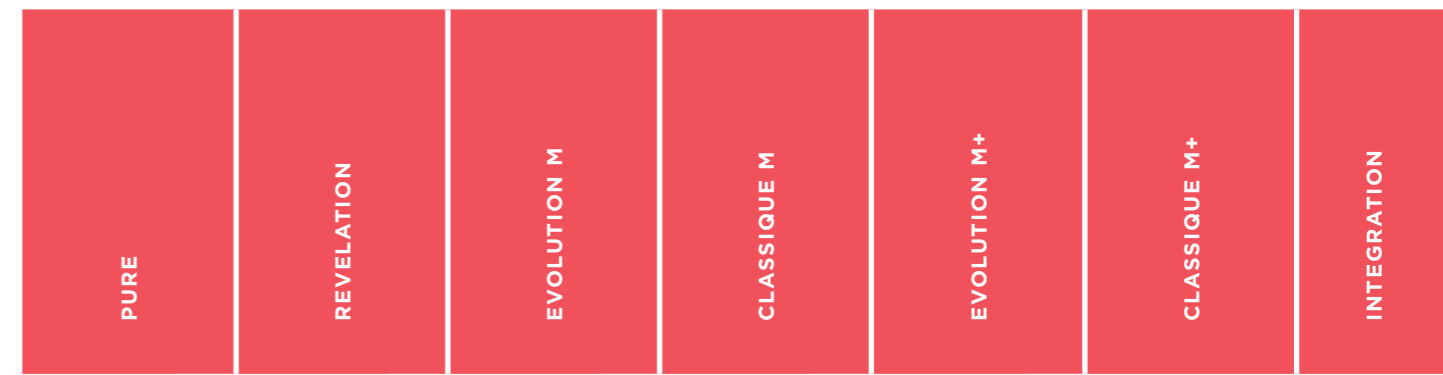 PURE
REVELATION
EVOLUTION M
CLASSIQUE M
EVOLUTION M+
CLASSIQUE M+
INTEGRATION